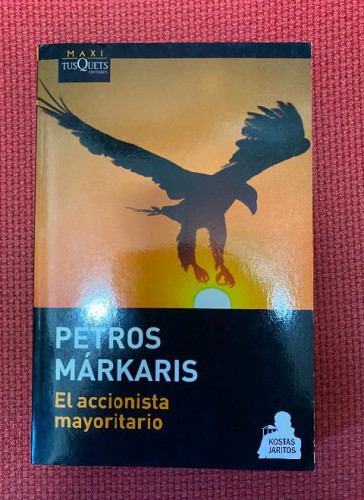 MAXI
TUSQUETS
EDITORES
PETROS
MÁRKARIS
El accionista
mayoritario
KOSTAS
JARITOS